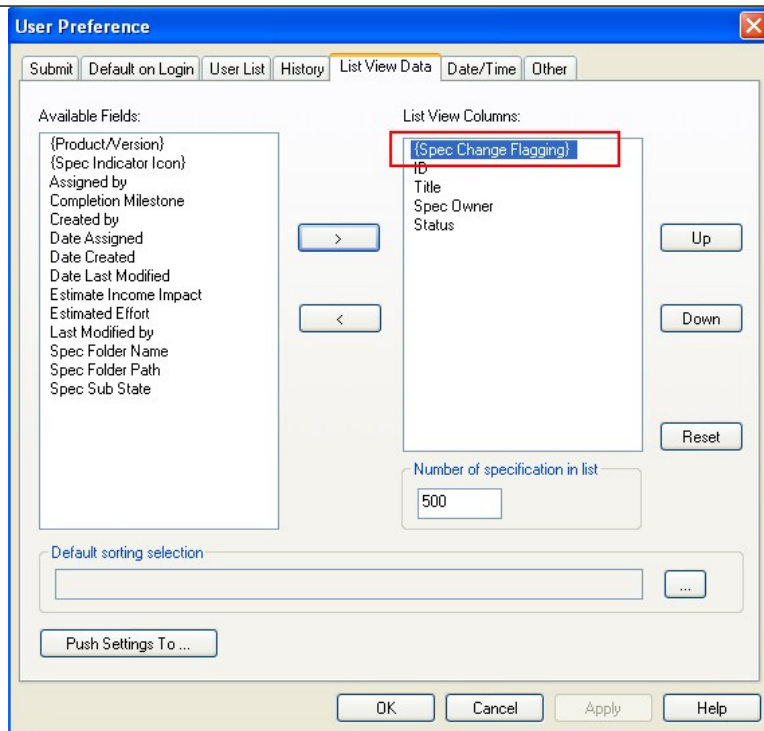 User Preference
Submit Default on Login User List History List View Data Date/Time Other
Available Fields:
{Product/Version}
{Spec Indicator Icon}
Assigned by
Completion Milestone
Created by
Date Assigned
Date Created
Date Last Modified
Estimate Income Impact
Estimated Effort
Last Modified by
Spec Folder Name
Spec Folder Path
Spec Sub State
>
<
List View Columns:
{Spec Change Flagging}
ID
Title
Spec Owner
Status
Up
Down
Reset
Number of specification in list
500
Default sorting selection
...
Push Settings To ...
OK Cancel Apply Help